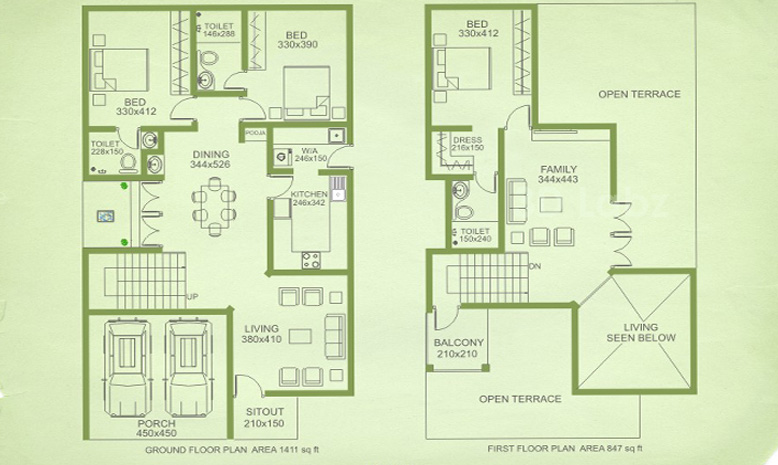 TOILET
146x288
BED
330x390
BED
330x412
TOILET
228x150
DINING
344x526
POOJA
W/A
246x150
KITCHEN
246x342
UP
LIVING
380x410
PORCH
450x450
SITOUT
210x150
GROUND FLOOR PLAN AREA 1411 sq ft
BED
330x412
OPEN TERRACE
DRESS
216x150
FAMILY
344x443
TOILET
150x240
DN
BALCONY
210x210
LIVING
SEEN BELOW
OPEN TERRACE
FIRST FLOOR PLAN AREA 847 sq ft